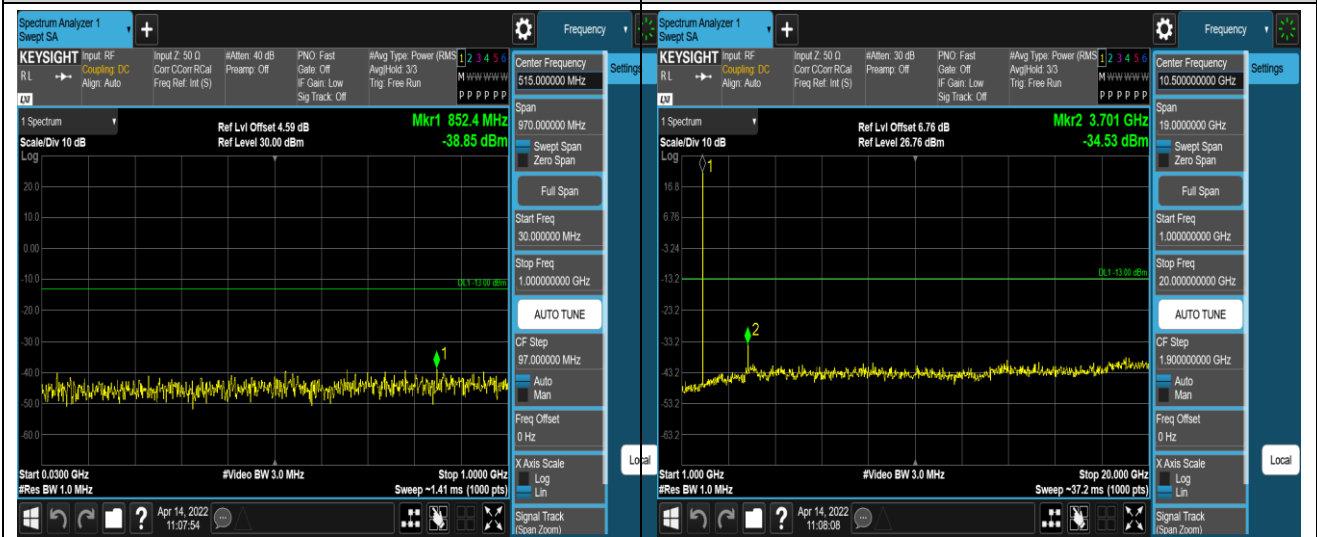 Spectrum Analyzer 1
Swept SA
+
Frequency
KEYSIGHT
RL
LXI
Input: RF
Coupling: DC
Align: Auto
Input Z: 50 Ω
Corr CCorr RCal
Freq Ref: Int (S)
#Atten: 40 dB
Preamp: Off
PNO: Fast
Gate: Off
IF Gain: Low
Sig Track: Off
#Avg Type: Power (RMS
Avg|Hold: 3/3
Trig: Free Run
1 2 3 4 5 6
M W W W W W
P P P P P P
1 Spectrum
Scale/Div 10 dB
Log
Ref Lvl Offset 4.59 dB
Ref Level 30.00 dBm
Mkr1 852.4 MHz
-38.85 dBm
20.0
10.0
0.00
-10.0
-20.0
-30.0
-40.0
-50.0
-60.0
DL1 -13.00 dBm
1
Start 0.0300 GHz
#Res BW 1.0 MHz
#Video BW 3.0 MHz
Stop 1.0000 GHz
Sweep ~1.41 ms (1000 pts)
Apr 14, 2022
11:07:54
Center Frequency
515.000000 MHz
Span
970.000000 MHz
Swept Span
Zero Span
Full Span
Start Freq
30.000000 MHz
Stop Freq
1.000000000 GHz
AUTO TUNE
CF Step
97.000000 MHz
Auto
Man
Freq Offset
0 Hz
X Axis Scale
Log
Lin
Signal Track
(Span Zoom)
Settings
Local
Spectrum Analyzer 1
Swept SA
+
Frequency
KEYSIGHT
RL
LXI
Input: RF
Coupling: DC
Align: Auto
Input Z: 50 Ω
Corr CCorr RCal
Freq Ref: Int (S)
#Atten: 30 dB
Preamp: Off
PNO: Fast
Gate: Off
IF Gain: Low
Sig Track: Off
#Avg Type: Power (RMS
Avg|Hold: 3/3
Trig: Free Run
1 2 3 4 5 6
M W W W W W
P P P P P P
1 Spectrum
Scale/Div 10 dB
Log
Ref Lvl Offset 6.76 dB
Ref Level 26.76 dBm
Mkr2 3.701 GHz
-34.53 dBm
16.8
6.76
-3.24
-13.2
-23.2
-33.2
-43.2
-53.2
-63.2
DL1 -13.00 dBm
1
2
Start 1.000 GHz
#Res BW 1.0 MHz
#Video BW 3.0 MHz
Stop 20.000 GHz
Sweep ~37.2 ms (1000 pts)
Apr 14, 2022
11:08:08
Center Frequency
10.500000000 GHz
Span
19.0000000 GHz
Swept Span
Zero Span
Full Span
Start Freq
1.000000000 GHz
Stop Freq
20.000000000 GHz
AUTO TUNE
CF Step
1.900000000 GHz
Auto
Man
Freq Offset
0 Hz
X Axis Scale
Log
Lin
Signal Track
(Span Zoom)
Settings
Local